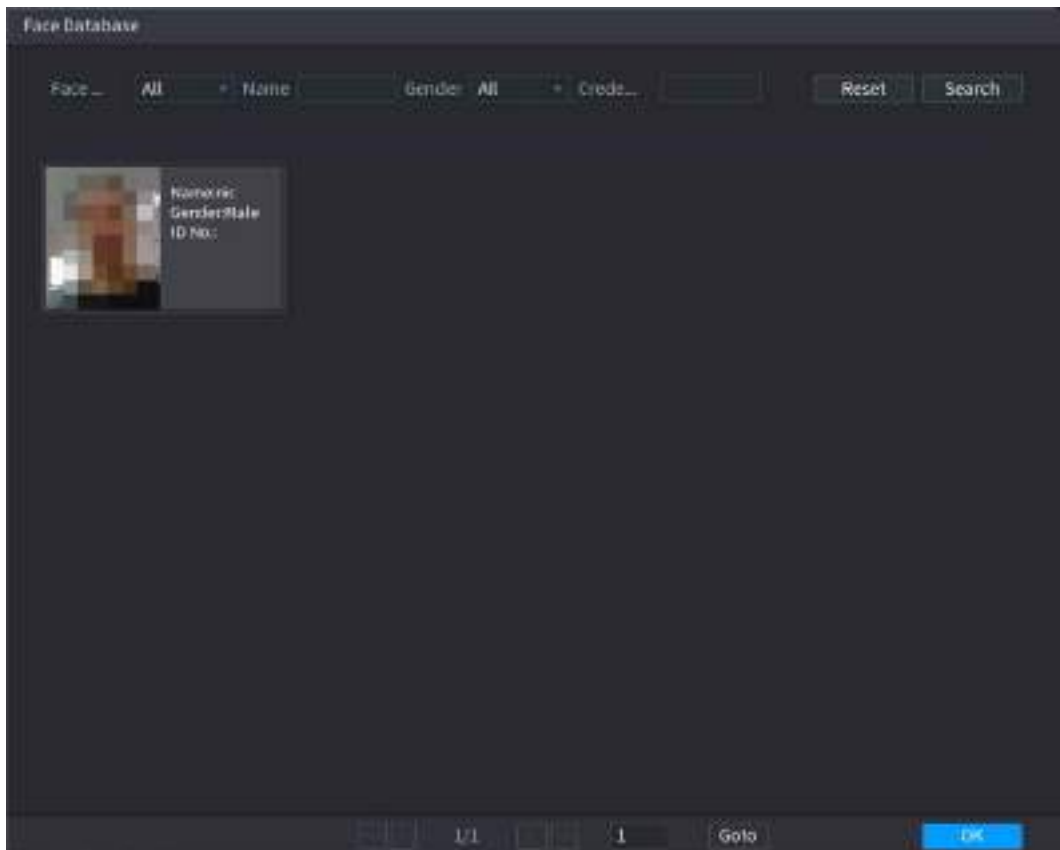 Face Database
Face ... All Name Gender All Crede... Reset Search
Name:nic
Gender:Male
ID No.:
1/1 1 Goto OK